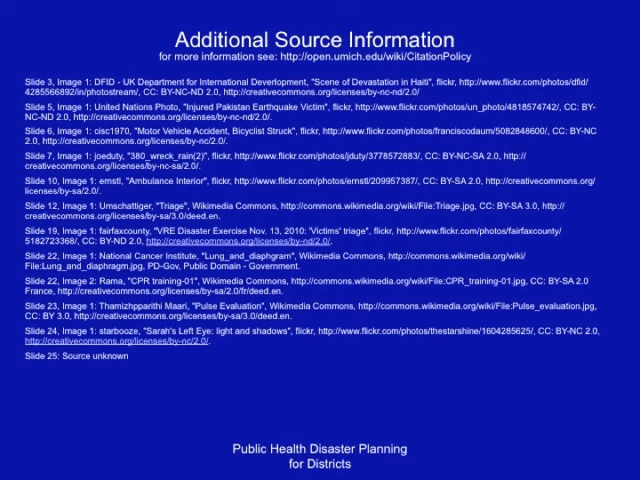 Additional Source Information
for more information see: http://open.umich.edu/wiki/CitationPolicy
Slide 3, Image 1: DFID - UK Department for International Deverlopment, "Scene of Devastation in Haiti", flickr, http://www.flickr.com/photos/dfid/
4285566892/in/photostream/, CC: BY-NC-ND 2.0, http://creativecommons.org/licenses/by-nc-nd/2.0/
Slide 5, Image 1: United Nations Photo, "Injured Pakistan Earthquake Victim", flickr, http://www.flickr.com/photos/un_photo/4818574742/, CC: BY-
NC-ND 2.0, http://creativecommons.org/licenses/by-nc-nd/2.0/.
Slide 6, Image 1: cisc1970, "Motor Vehicle Accident, Bicyclist Struck", flickr, http://www.flickr.com/photos/franciscodaum/5082848600/, CC: BY-NC
2.0, http://creativecommons.org/licenses/by-nc/2.0/.
Slide 7, Image 1: joeduty, "380_wreck_rain(2)", flickr, http://www.flickr.com/photos/jduty/3778572883/, CC: BY-NC-SA 2.0, http://
creativecommons.org/licenses/by-nc-sa/2.0/.
Slide 10, Image 1: ernstl, "Ambulance Interior", flickr, http://www.flickr.com/photos/ernstl/209957387/, CC: BY-SA 2.0, http://creativecommons.org/
licenses/by-sa/2.0/.
Slide 12, Image 1: Umschattiger, "Triage", Wikimedia Commons, http://commons.wikimedia.org/wiki/File:Triage.jpg, CC: BY-SA 3.0, http://
creativecommons.org/licenses/by-sa/3.0/deed.en.
Slide 19, Image 1: fairfaxcounty, "VRE Disaster Exercise Nov. 13, 2010: 'Victims' triage", flickr, http://www.flickr.com/photos/fairfaxcounty/
5182723368/, CC: BY-ND 2.0, http://creativecommons.org/licenses/by-nd/2.0/.
Slide 22, Image 1: National Cancer Institute, "Lung_and_diaphgram", Wikimedia Commons, http://commons.wikimedia.org/wiki/
File:Lung_and_diaphragm.jpg, PD-Gov, Public Domain - Government.
Slide 22, Image 2: Rama, "CPR training-01", Wikimedia Commons, http://commons.wikimedia.org/wiki/File:CPR_training-01.jpg, CC: BY-SA 2.0
France, http://creativecommons.org/licenses/by-sa/2.0/fr/deed.en.
Slide 23, Image 1: Thamizhpparithi Maari, "Pulse Evaluation", Wikimedia Commons, http://commons.wikimedia.org/wiki/File:Pulse_evaluation.jpg,
CC: BY 3.0, http://creativecommons.org/licenses/by-sa/3.0/deed.en.
Slide 24, Image 1: starbooze, "Sarah's Left Eye: light and shadows", flickr, http://www.flickr.com/photos/thestarshine/1604285625/, CC: BY-NC 2.0,
http://creativecommons.org/licenses/by-nc/2.0/.
Slide 25: Source unknown
Public Health Disaster Planning
for Districts